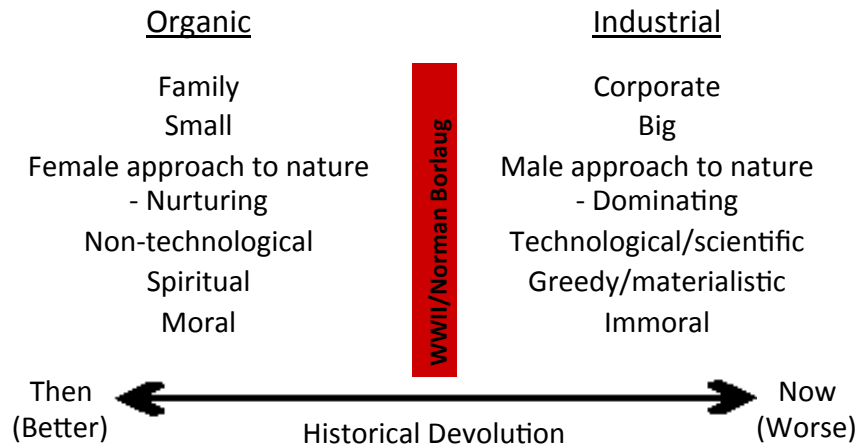 Organic
Family
Small
Female approach to nature
- Nurturing
Non-technological
Spiritual
Moral
WWII/Norman Borlaug
Industrial
Corporate
Big
Male approach to nature
- Dominating
Technological/scientific
Greedy/materialistic
Immoral
Then
(Better)
Historical Devolution
Now
(Worse)